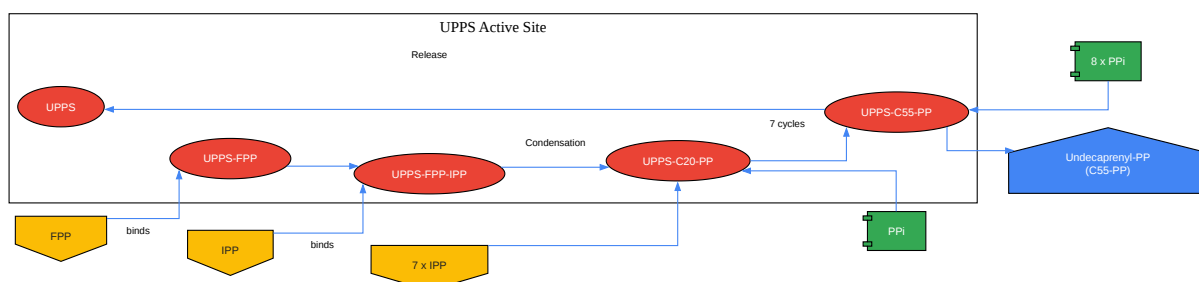 UPPS Active Site
Release
8 x PPi
UPPS
UPPS-C55-PP
7 cycles
Condensation
UPPS-FPP
UPPS-FPP-IPP
UPPS-C20-PP
Undecaprenyl-PP
(C55-PP)
FPP
binds
IPP
binds
7 x IPP
PPi